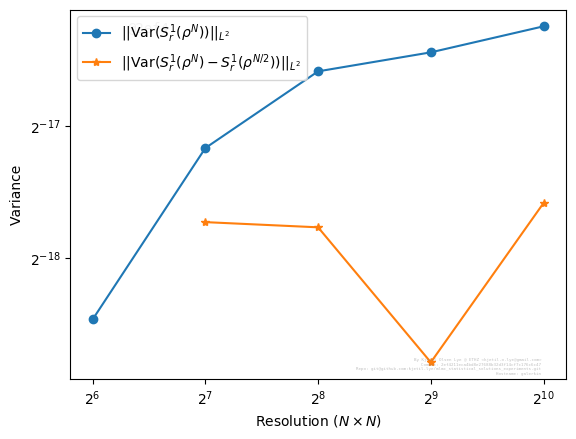 ||Var(S_r^1(ρ^N))||_{L^2}
||Var(S_r^1(ρ^N) − S_r^1(ρ^{N/2}))||_{L^2}
Variance
2^{-17}
2^{-18}
2^6
2^7
2^8
2^9
2^{10}
Resolution (N × N)